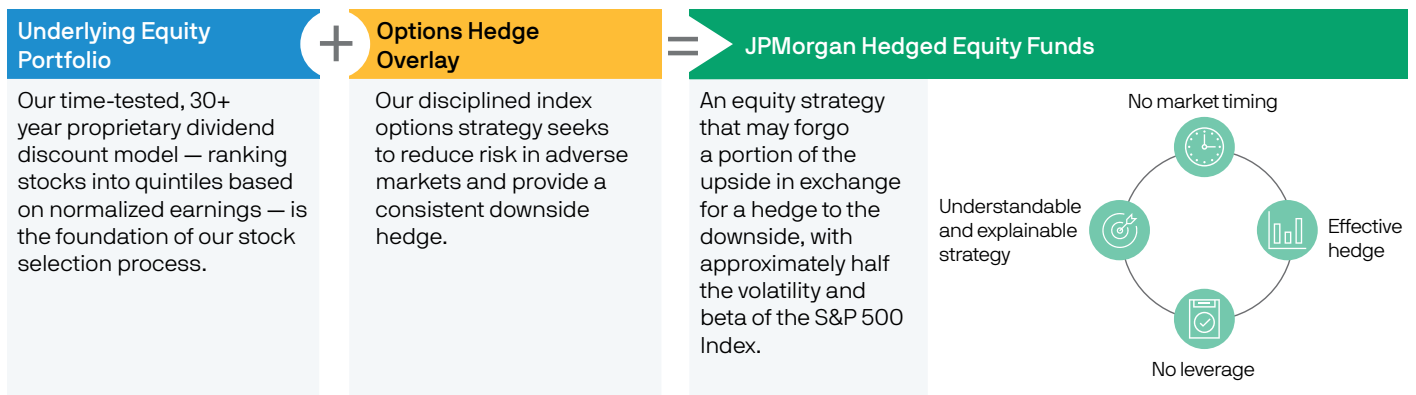 Underlying Equity
Portfolio
+
Options Hedge
Overlay
=
JPMorgan Hedged Equity Funds
Our time-tested, 30+
year proprietary dividend
discount model — ranking
stocks into quintiles based
on normalized earnings — is
the foundation of our stock
selection process.
Our disciplined index
options strategy seeks
to reduce risk in adverse
markets and provide a
consistent downside
hedge.
An equity strategy
that may forgo
a portion of the
upside in exchange
for a hedge to the
downside, with
approximately half
the volatility and
beta of the S&P 500
Index.
No market timing
Understandable
and explainable
strategy
Effective
hedge
No leverage